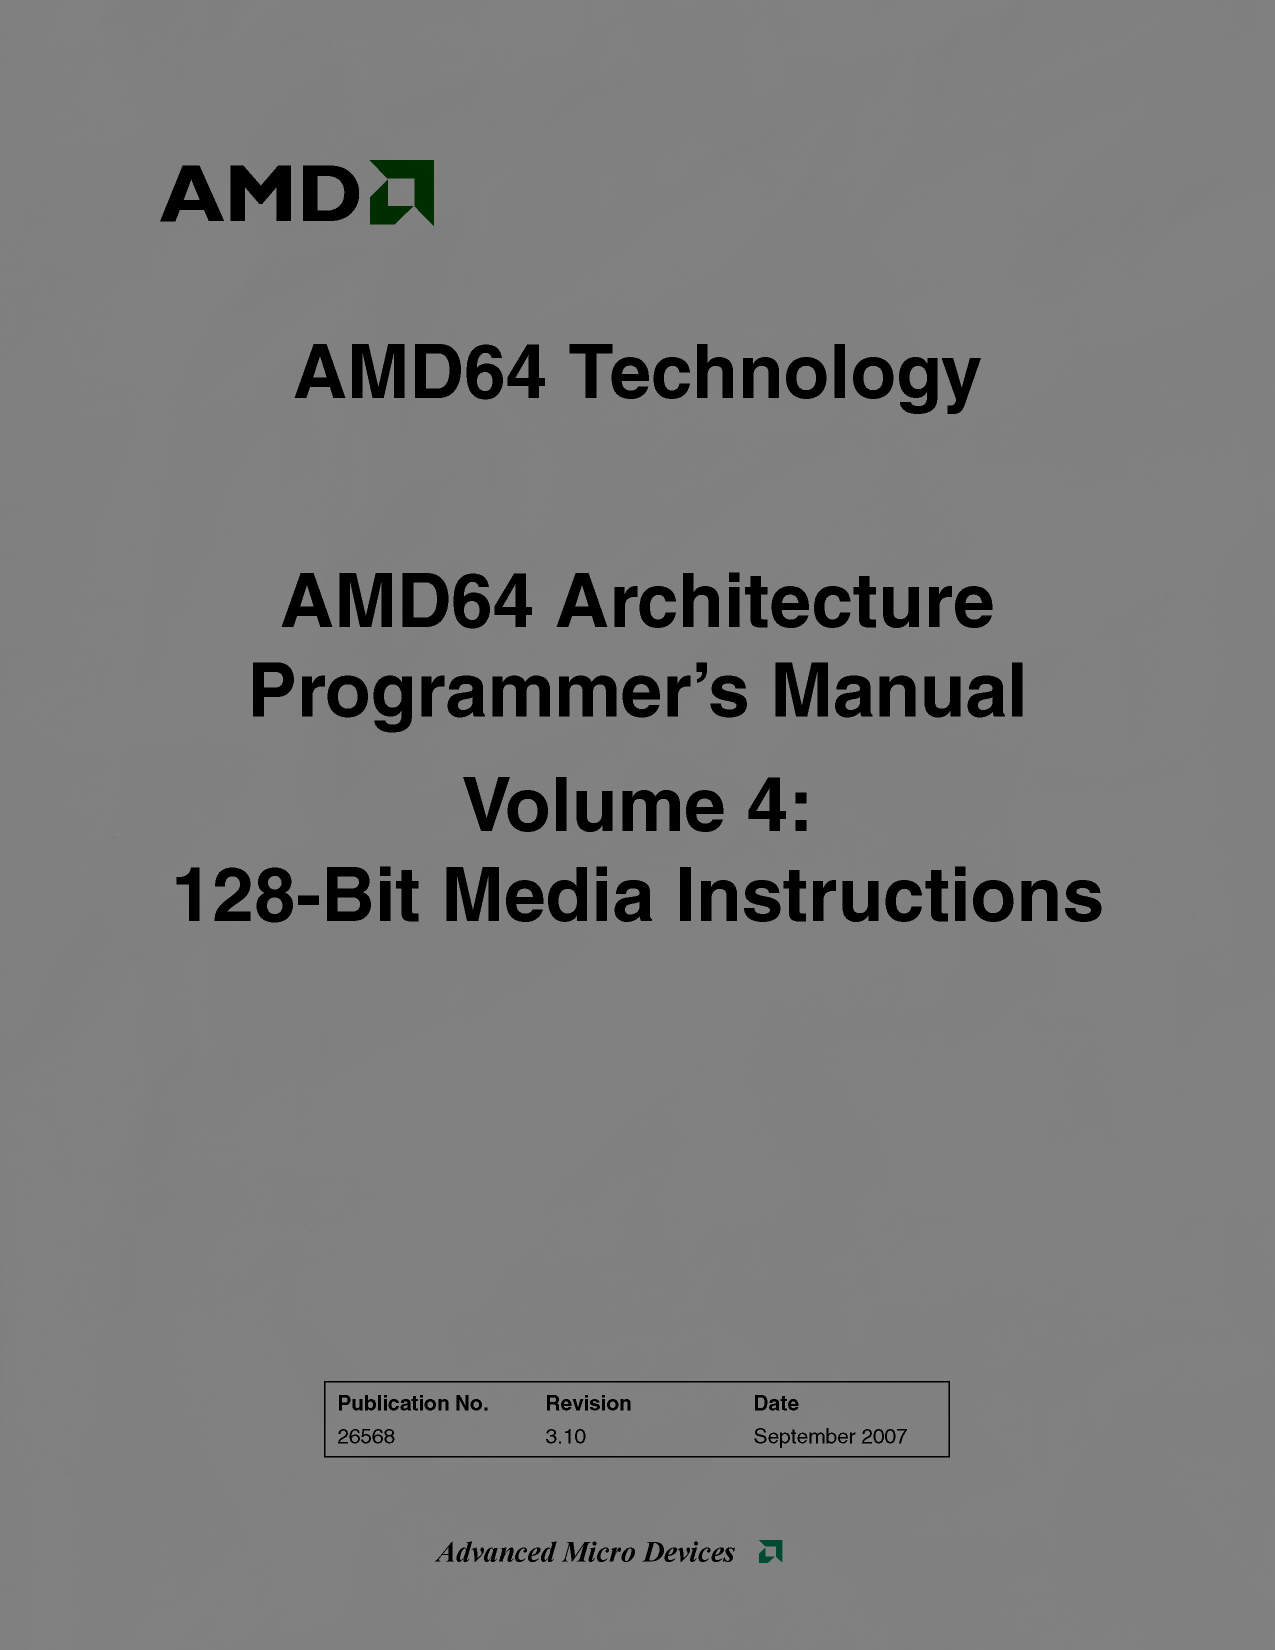 AMD
AMD64 Technology
AMD64 Architecture
Programmer’s Manual
Volume 4:
128-Bit Media Instructions
Publication No. Revision Date
26568 3.10 September 2007
Advanced Micro Devices